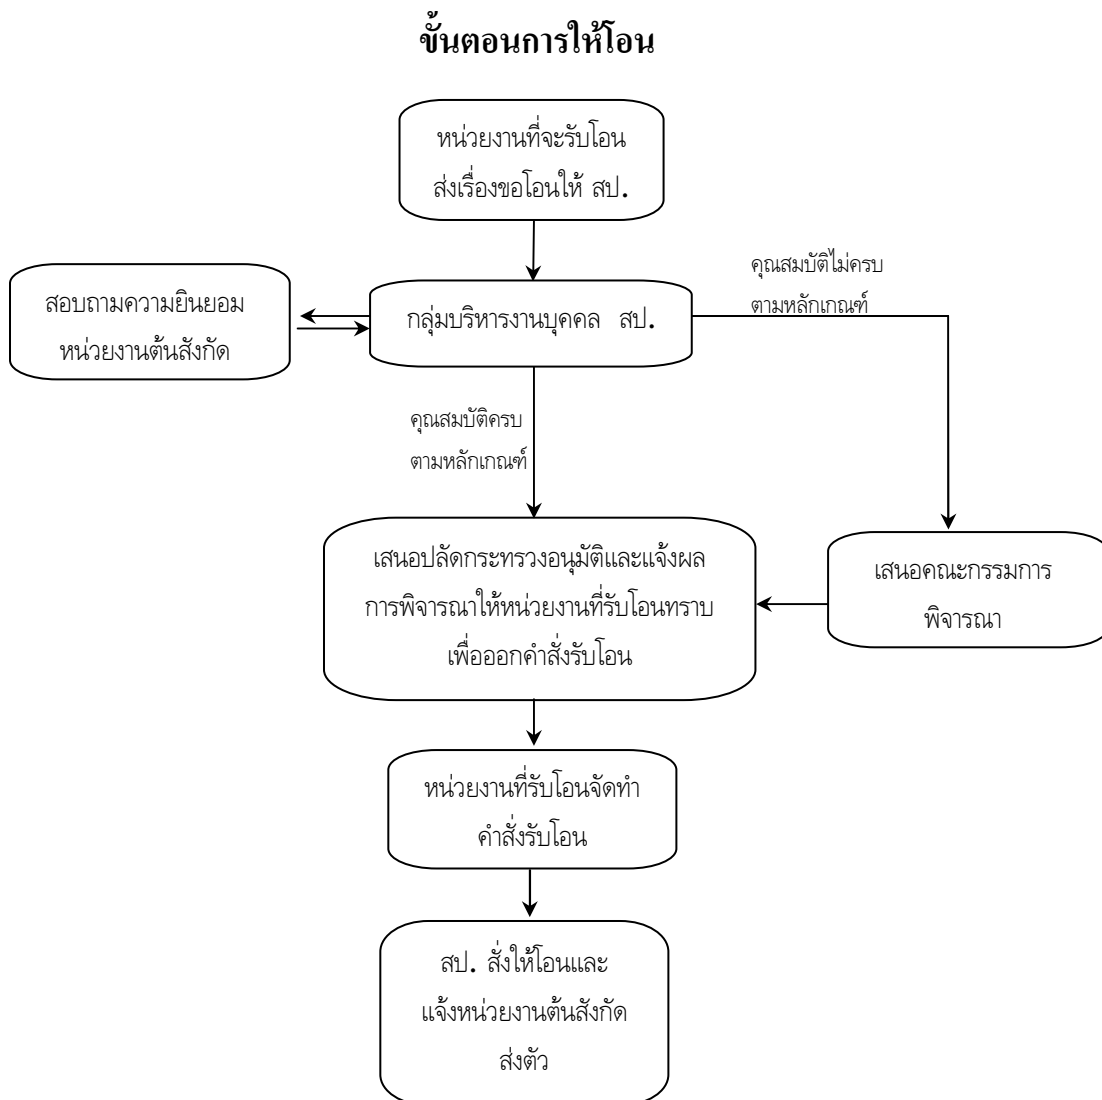 ขั้นตอนการให้โอน
หน่วยงานที่จะรับโอน
ส่งเรื่องขอโอนให้ สป.
คุณสมบัติไม่ครบ
ตามหลักเกณฑ์
สอบถามความยินยอม
หน่วยงานต้นสังกัด
กลุ่มบริหารงานบุคคล สป.
คุณสมบัติครบ
ตามหลักเกณฑ์
เสนอปลัดกระทรวงอนุมัติและแจ้งผล
การพิจารณาให้หน่วยงานที่รับโอนทราบ
เพื่อออกคำสั่งรับโอน
เสนอคณะกรรมการ
พิจารณา
หน่วยงานที่รับโอนจัดทำ
คำสั่งรับโอน
สป. สั่งให้โอนและ
แจ้งหน่วยงานต้นสังกัด
ส่งตัว